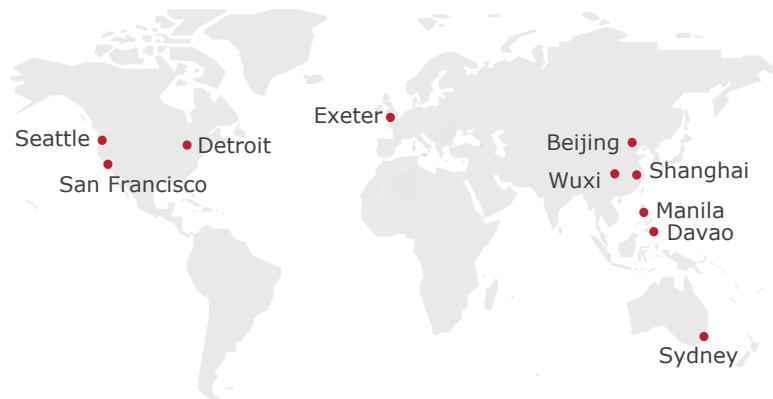 Exeter
Seattle
Detroit
Beijing
Shanghai
Wuxi
San Francisco
Manila
Davao
Sydney